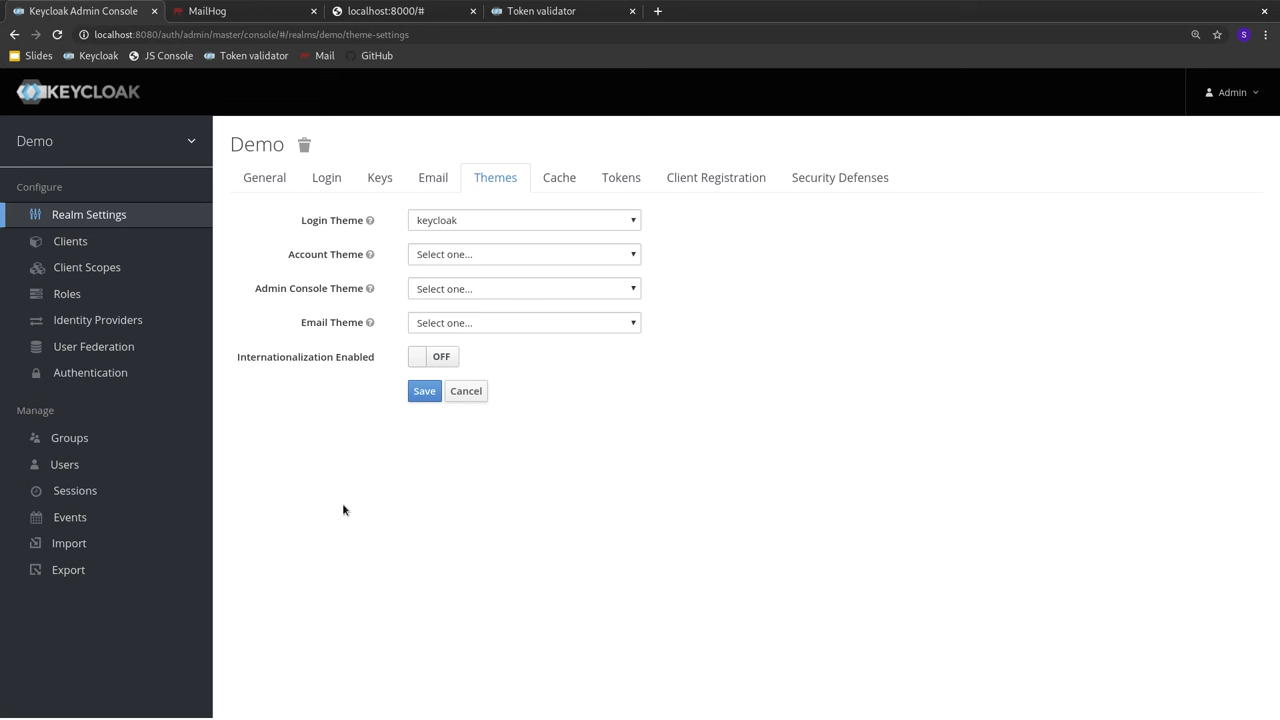 Keycloak Admin Console
MailHog
localhost:8000/#
Token validator
localhost:8080/auth/admin/master/console/#/realms/demo/theme-settings
S
Slides
Keycloak
JS Console
Token validator
Mail
GitHub
KEYCLOAK
Admin
Demo
Configure
Realm Settings
Clients
Client Scopes
Roles
Identity Providers
User Federation
Authentication
Manage
Groups
Users
Sessions
Events
Import
Export
Demo
General
Login
Keys
Email
Themes
Cache
Tokens
Client Registration
Security Defenses
Login Theme
keycloak
Account Theme
Select one...
Admin Console Theme
Select one...
Email Theme
Select one...
Internationalization Enabled
OFF
Save
Cancel